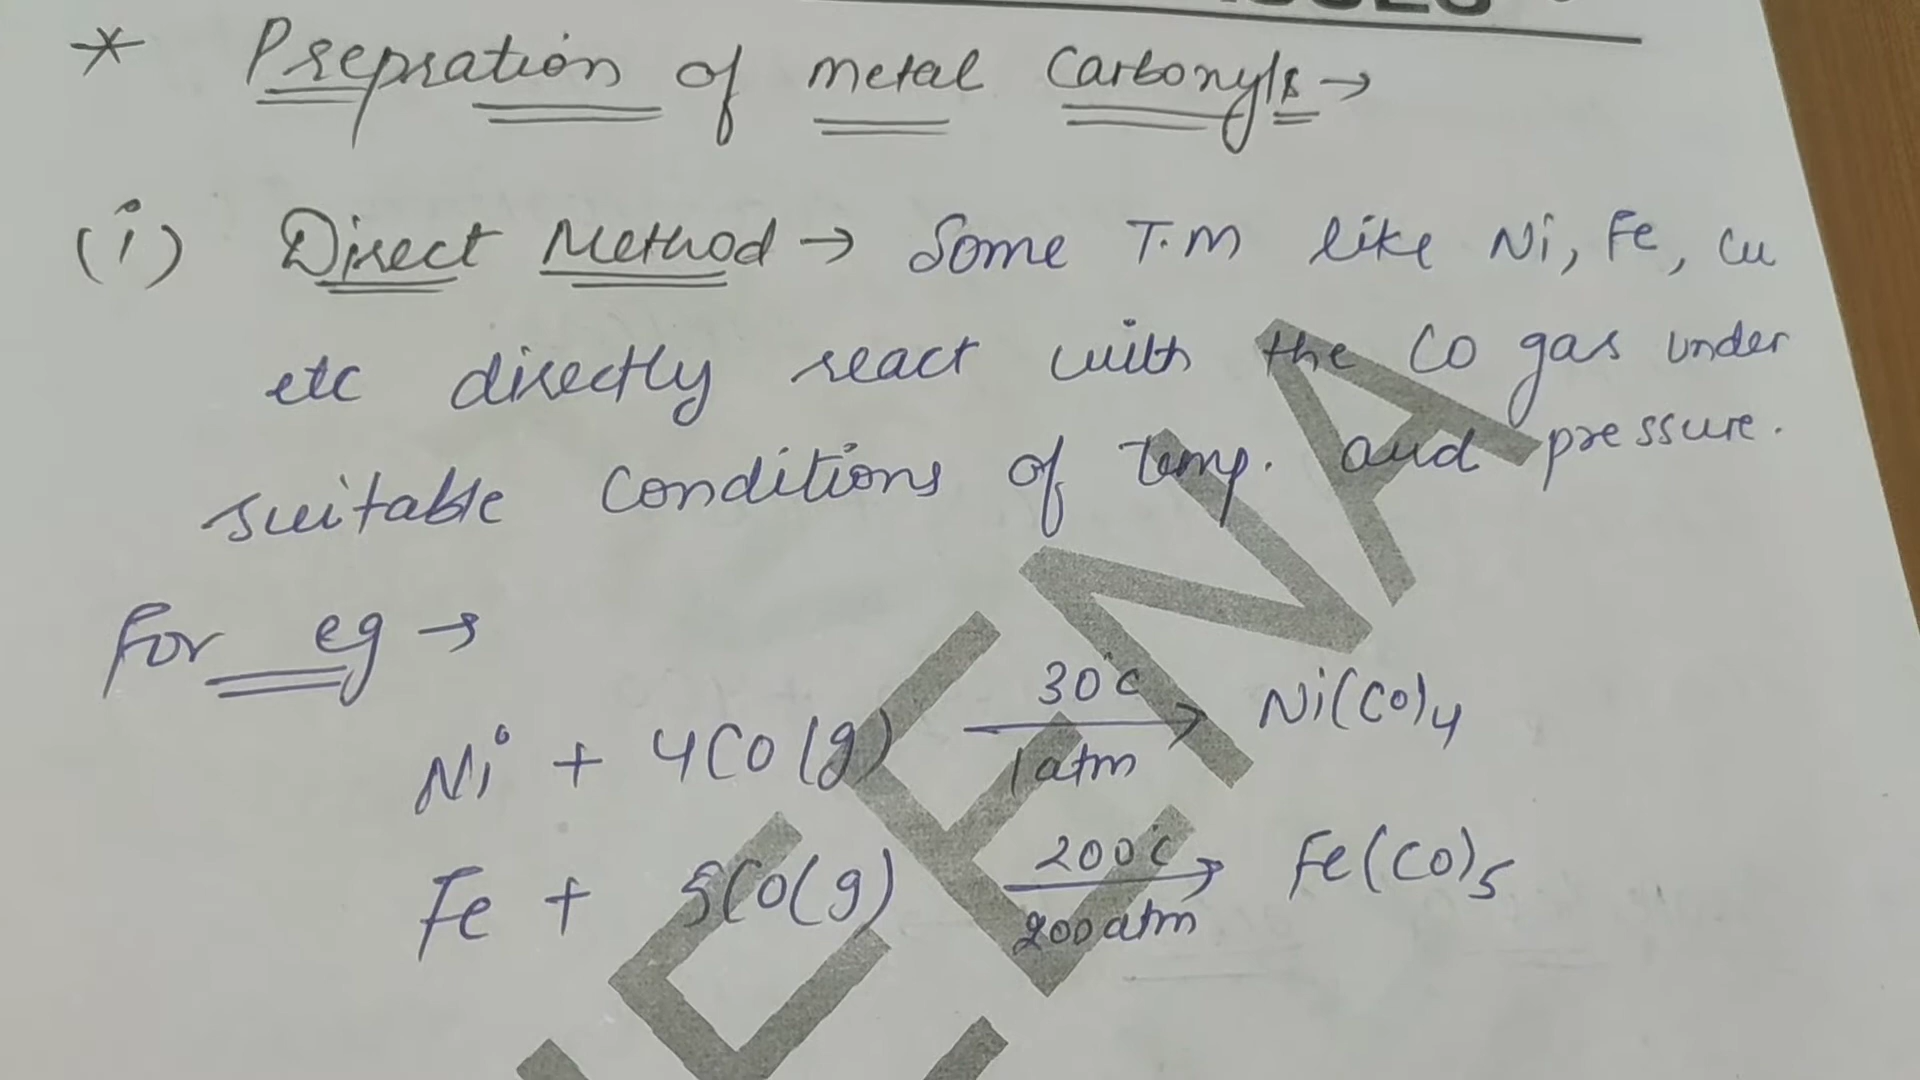 * Prepration of metal Carbonyls →
(i) Direct Method → Some T.M like Ni, Fe, Cu
etc directly react with the CO gas under
suitable conditions of temp. and pressure.
For eg →
Ni + 4CO(g) 30°C 1atm → Ni(CO)4
Fe + 5CO(g) 200°C 200atm → Fe(CO)5